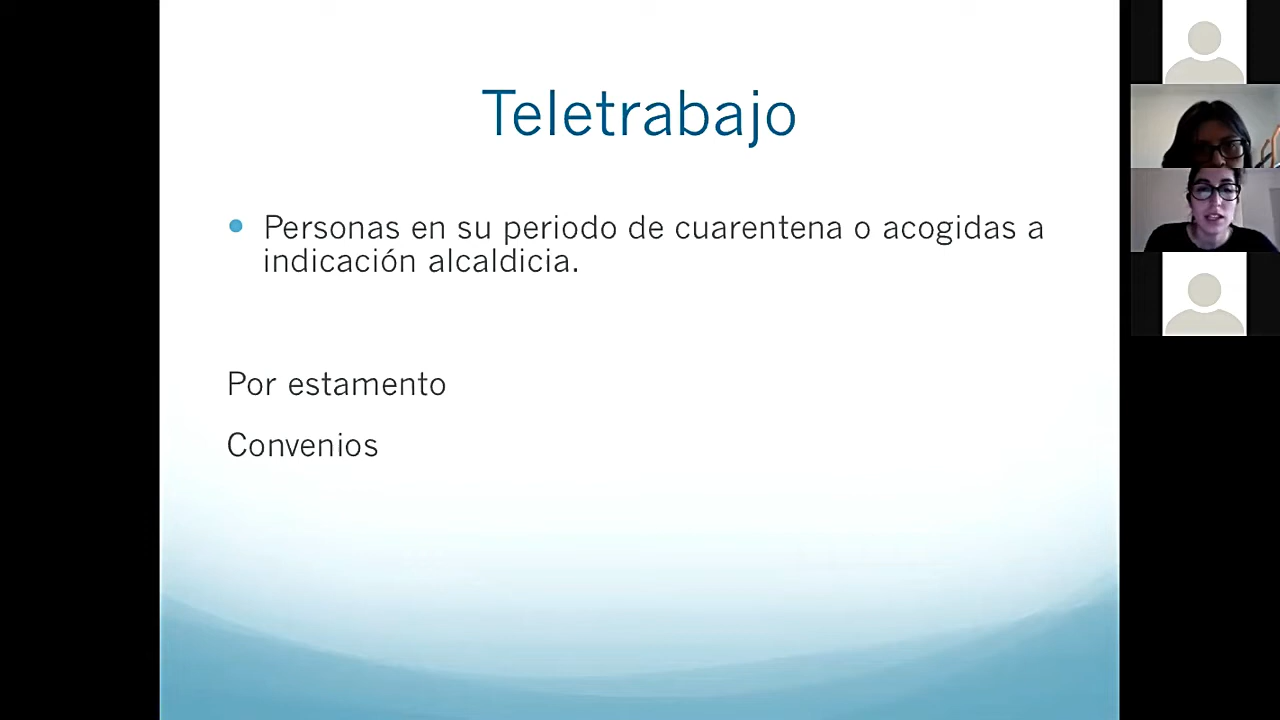 Teletrabajo
Personas en su periodo de cuarentena o acogidas a
indicación alcaldicia.
Por estamento
Convenios